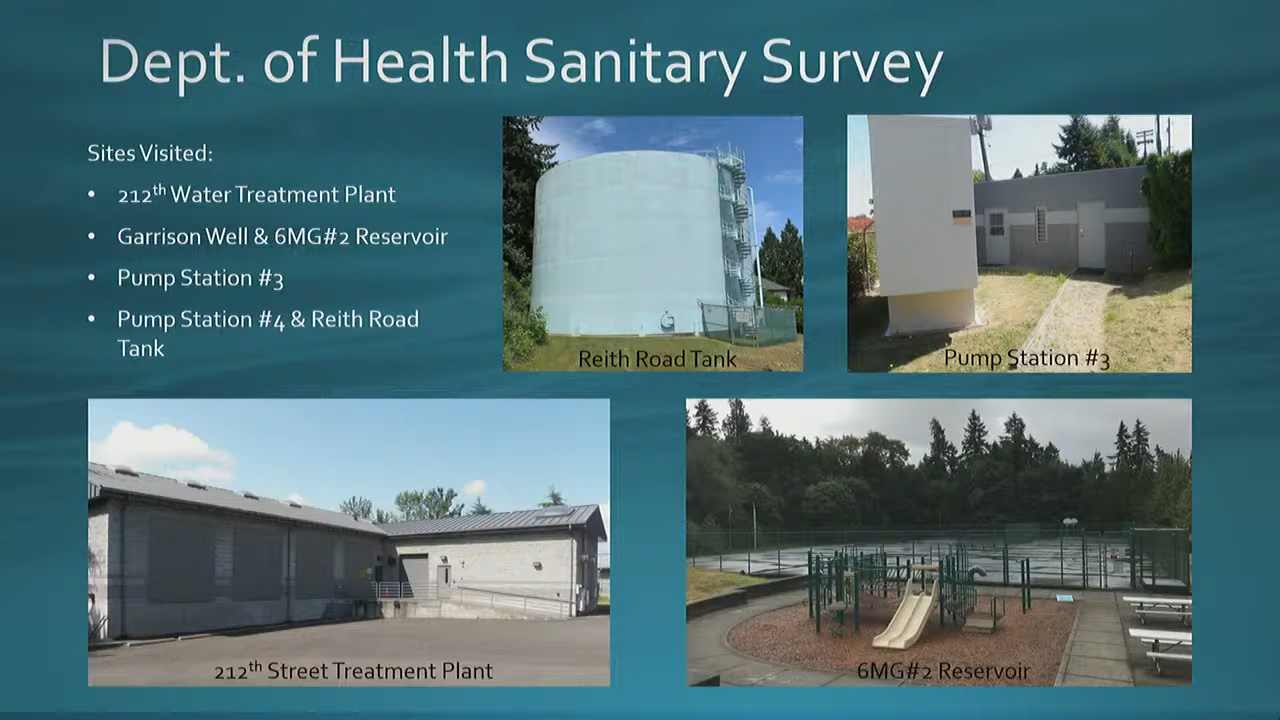 Dept. of Health Sanitary Survey
Sites Visited:
• 212th Water Treatment Plant
• Garrison Well & 6MG#2 Reservoir
• Pump Station #3
• Pump Station #4 & Reith Road
Tank
Reith Road Tank
Pump Station #3
212th Street Treatment Plant
6MG#2 Reservoir